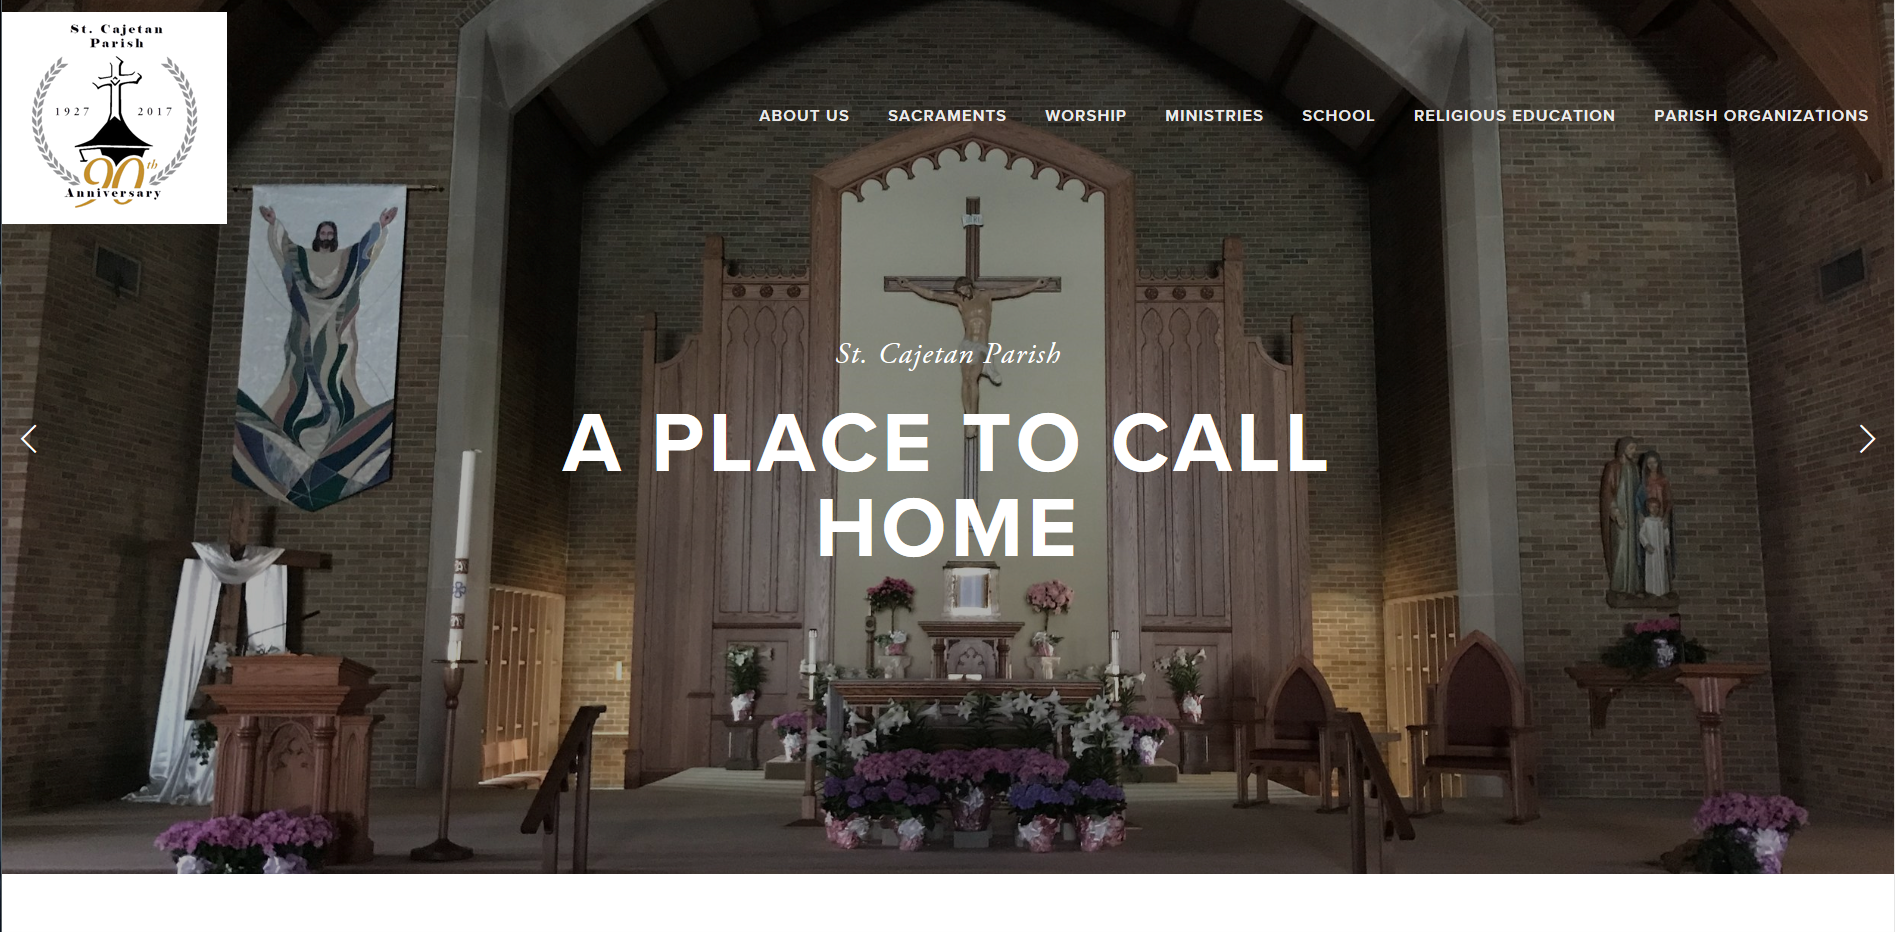 St. Cajetan
Parish
1927 2017
90th
Anniversary
ABOUT US SACRAMENTS WORSHIP MINISTRIES SCHOOL RELIGIOUS EDUCATION PARISH ORGANIZATIONS
St. Cajetan Parish
A PLACE TO CALL
HOME